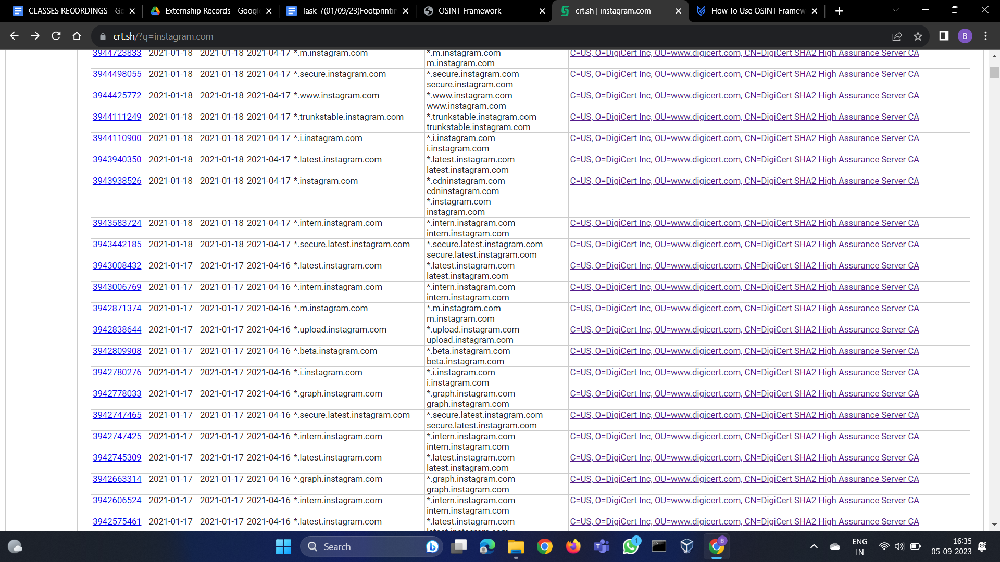 CLASSES RECORDINGS - Go
Externship Records - Google
Task-7(01/09/23)Footprintin
OSINT Framework
crt.sh | instagram.com
How To Use OSINT Framew
crt.sh/?q=instagram.com
B
3944723833 2021-01-18 2021-01-18 2021-04-17 *.m.instagram.com *.m.instagram.com C=US, O=DigiCert Inc, OU=www.digicert.com, CN=DigiCert SHA2 High Assurance Server CA
m.instagram.com
3944498055 2021-01-18 2021-01-18 2021-04-17 *.secure.instagram.com *.secure.instagram.com C=US, O=DigiCert Inc, OU=www.digicert.com, CN=DigiCert SHA2 High Assurance Server CA
secure.instagram.com
3944425772 2021-01-18 2021-01-18 2021-04-17 *.www.instagram.com *.www.instagram.com C=US, O=DigiCert Inc, OU=www.digicert.com, CN=DigiCert SHA2 High Assurance Server CA
www.instagram.com
3944111249 2021-01-18 2021-01-18 2021-04-17 *.trunkstable.instagram.com *.trunkstable.instagram.com C=US, O=DigiCert Inc, OU=www.digicert.com, CN=DigiCert SHA2 High Assurance Server CA
trunkstable.instagram.com
3944110900 2021-01-18 2021-01-18 2021-04-17 *.i.instagram.com *.i.instagram.com C=US, O=DigiCert Inc, OU=www.digicert.com, CN=DigiCert SHA2 High Assurance Server CA
i.instagram.com
3943940350 2021-01-18 2021-01-18 2021-04-17 *.latest.instagram.com *.latest.instagram.com C=US, O=DigiCert Inc, OU=www.digicert.com, CN=DigiCert SHA2 High Assurance Server CA
latest.instagram.com
3943938526 2021-01-18 2021-01-18 2021-04-17 *.instagram.com *.cdninstagram.com C=US, O=DigiCert Inc, OU=www.digicert.com, CN=DigiCert SHA2 High Assurance Server CA
cdninstagram.com
*.instagram.com
instagram.com
3943583724 2021-01-18 2021-01-18 2021-04-17 *.intern.instagram.com *.intern.instagram.com C=US, O=DigiCert Inc, OU=www.digicert.com, CN=DigiCert SHA2 High Assurance Server CA
intern.instagram.com
3943442185 2021-01-18 2021-01-18 2021-04-17 *.secure.latest.instagram.com *.secure.latest.instagram.com C=US, O=DigiCert Inc, OU=www.digicert.com, CN=DigiCert SHA2 High Assurance Server CA
secure.latest.instagram.com
3943008432 2021-01-17 2021-01-17 2021-04-16 *.latest.instagram.com *.latest.instagram.com C=US, O=DigiCert Inc, OU=www.digicert.com, CN=DigiCert SHA2 High Assurance Server CA
latest.instagram.com
3943006769 2021-01-17 2021-01-17 2021-04-16 *.intern.instagram.com *.intern.instagram.com C=US, O=DigiCert Inc, OU=www.digicert.com, CN=DigiCert SHA2 High Assurance Server CA
intern.instagram.com
3942871374 2021-01-17 2021-01-17 2021-04-16 *.m.instagram.com *.m.instagram.com C=US, O=DigiCert Inc, OU=www.digicert.com, CN=DigiCert SHA2 High Assurance Server CA
m.instagram.com
3942838644 2021-01-17 2021-01-17 2021-04-16 *.upload.instagram.com *.upload.instagram.com C=US, O=DigiCert Inc, OU=www.digicert.com, CN=DigiCert SHA2 High Assurance Server CA
upload.instagram.com
3942809908 2021-01-17 2021-01-17 2021-04-16 *.beta.instagram.com *.beta.instagram.com C=US, O=DigiCert Inc, OU=www.digicert.com, CN=DigiCert SHA2 High Assurance Server CA
beta.instagram.com
3942780276 2021-01-17 2021-01-17 2021-04-16 *.i.instagram.com *.i.instagram.com C=US, O=DigiCert Inc, OU=www.digicert.com, CN=DigiCert SHA2 High Assurance Server CA
i.instagram.com
3942778033 2021-01-17 2021-01-17 2021-04-16 *.graph.instagram.com *.graph.instagram.com C=US, O=DigiCert Inc, OU=www.digicert.com, CN=DigiCert SHA2 High Assurance Server CA
graph.instagram.com
3942747465 2021-01-17 2021-01-17 2021-04-16 *.secure.latest.instagram.com *.secure.latest.instagram.com C=US, O=DigiCert Inc, OU=www.digicert.com, CN=DigiCert SHA2 High Assurance Server CA
secure.latest.instagram.com
3942747425 2021-01-17 2021-01-17 2021-04-16 *.intern.instagram.com *.intern.instagram.com C=US, O=DigiCert Inc, OU=www.digicert.com, CN=DigiCert SHA2 High Assurance Server CA
intern.instagram.com
3942745309 2021-01-17 2021-01-17 2021-04-16 *.latest.instagram.com *.latest.instagram.com C=US, O=DigiCert Inc, OU=www.digicert.com, CN=DigiCert SHA2 High Assurance Server CA
latest.instagram.com
3942663314 2021-01-17 2021-01-17 2021-04-16 *.graph.instagram.com *.graph.instagram.com C=US, O=DigiCert Inc, OU=www.digicert.com, CN=DigiCert SHA2 High Assurance Server CA
graph.instagram.com
3942606524 2021-01-17 2021-01-17 2021-04-16 *.intern.instagram.com *.intern.instagram.com C=US, O=DigiCert Inc, OU=www.digicert.com, CN=DigiCert SHA2 High Assurance Server CA
intern.instagram.com
3942575461 2021-01-17 2021-01-17 2021-04-16 *.latest.instagram.com *.latest.instagram.com C=US, O=DigiCert Inc, OU=www.digicert.com, CN=DigiCert SHA2 High Assurance Server CA
Search
1
B
ENG
IN
16:35
05-09-2023